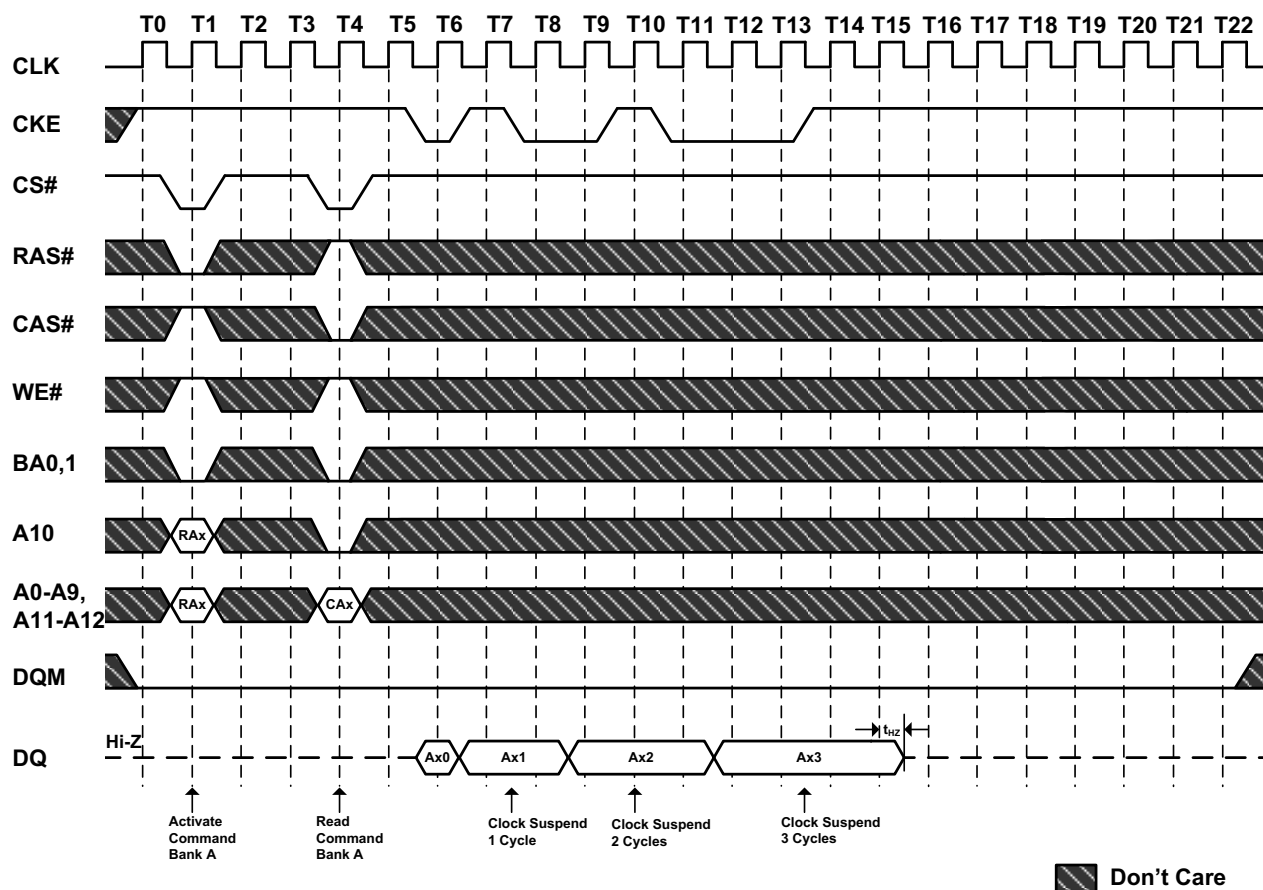 T0 T1 T2 T3 T4 T5 T6 T7 T8 T9 T10 T11 T12 T13 T14 T15 T16 T17 T18 T19 T20 T21 T22
CLK
CKE
CS#
RAS#
CAS#
WE#
BA0,1
A10
RAx
A0-A9,
A11-A12
RAx CAx
DQM
DQ
Hi-Z
Ax0 Ax1 Ax2 Ax3
tHZ
Activate
Command
Bank A
Read
Command
Bank A
Clock Suspend
1 Cycle
Clock Suspend
2 Cycles
Clock Suspend
3 Cycles
Don't Care